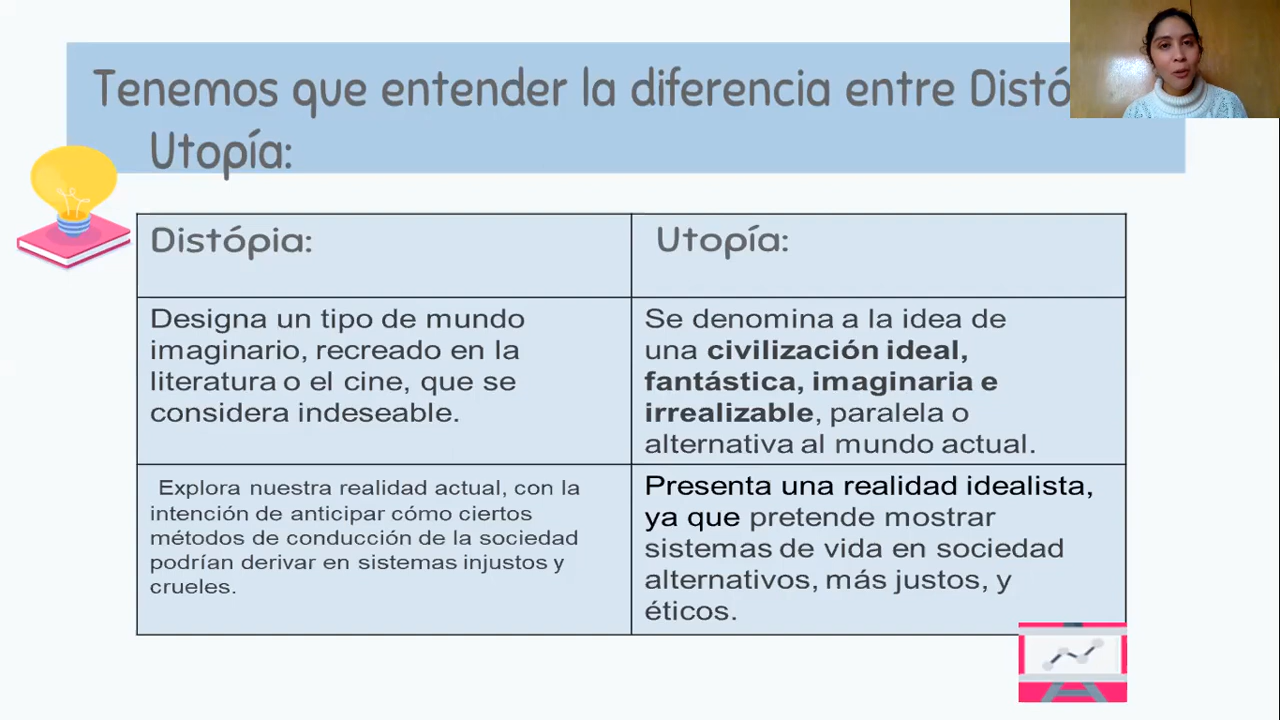 Tenemos que entender la diferencia entre
Utopía:
Distópia:
Utopía:
Designa un tipo de mundo
imaginario, recreado en la
literatura o el cine, que se
considera indeseable.
Se denomina a la idea de
una civilización ideal,
fantástica, imaginaria e
irrealizable, paralela o
alternativa al mundo actual.
Explora nuestra realidad actual, con la
intención de anticipar cómo ciertos
métodos de conducción de la sociedad
podrían derivar en sistemas injustos y
crueles.
Presenta una realidad idealista,
ya que pretende mostrar
sistemas de vida en sociedad
alternativos, más justos, y
éticos.